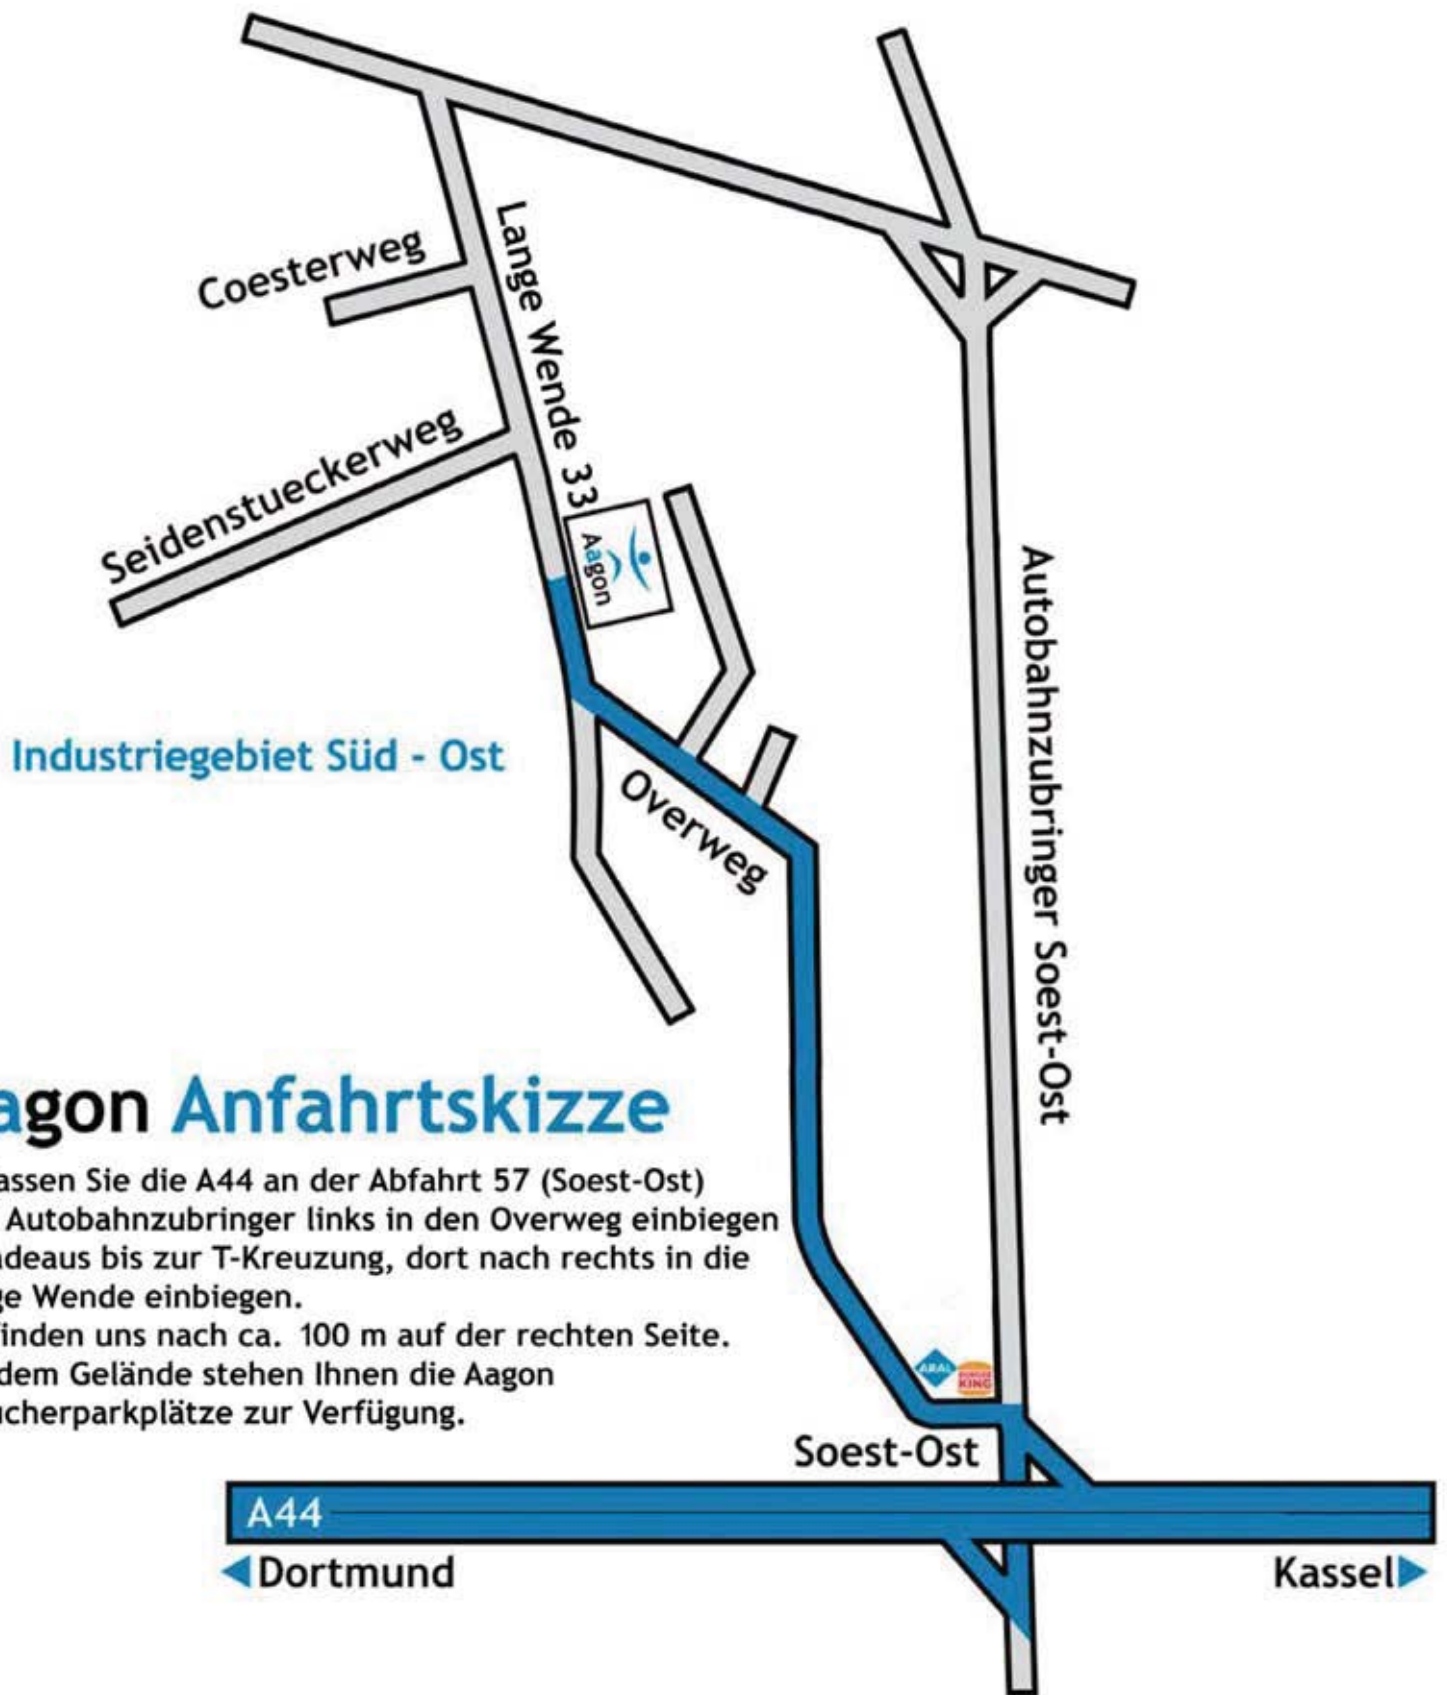 Coesterweg
Lange Wende 33
Seidenstueckerweg
Aagon
Autobahnzubringer Soest-Ost
Industriegebiet Süd - Ost
Overweg
agon Anfahrtskizze
assen Sie die A44 an der Abfahrt 57 (Soest-Ost)
Autobahnzubringer links in den Overweg einbiegen
adeaus bis zur T-Kreuzung, dort nach rechts in die
ge Wende einbiegen.
finden uns nach ca. 100 m auf der rechten Seite.
dem Gelände stehen Ihnen die Aagon
ucherparkplätze zur Verfügung.
ARAL
BURGER
KING
Soest-Ost
A44
Dortmund
Kassel